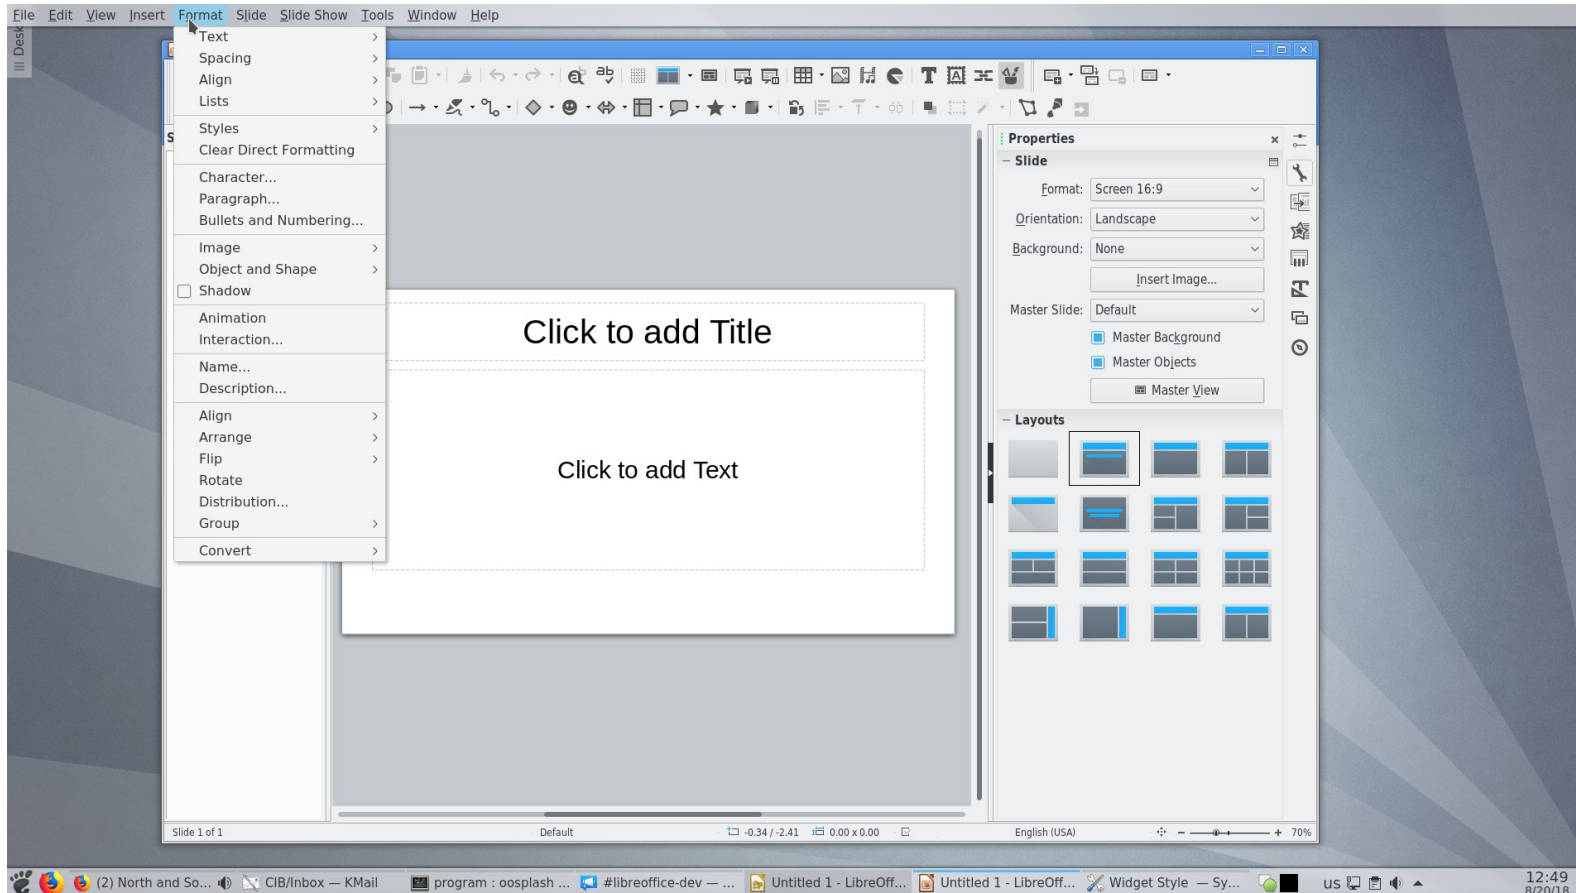 File Edit View Insert Format Slide Slide Show Tools Window Help
Desk
Text
Spacing
Align
Lists
Styles
Clear Direct Formatting
Character...
Paragraph...
Bullets and Numbering...
Image
Object and Shape
Shadow
Animation
Interaction...
Name...
Description...
Align
Arrange
Flip
Rotate
Distribution...
Group
Convert
Click to add Title
Click to add Text
Properties
Slide
Format: Screen 16:9
Orientation: Landscape
Background: None
Insert Image...
Master Slide: Default
Master Background
Master Objects
Master View
Layouts
Slide 1 of 1 Default -0.34 / -2.41 0.00 x 0.00 English (USA) 70%
(2) North and So... CIB/Inbox — KMail program : oosplash ... #libreoffice-dev — ... Untitled 1 - LibreOff... Untitled 1 - LibreOff... Widget Style — Sy... us 12:49
8/20/18